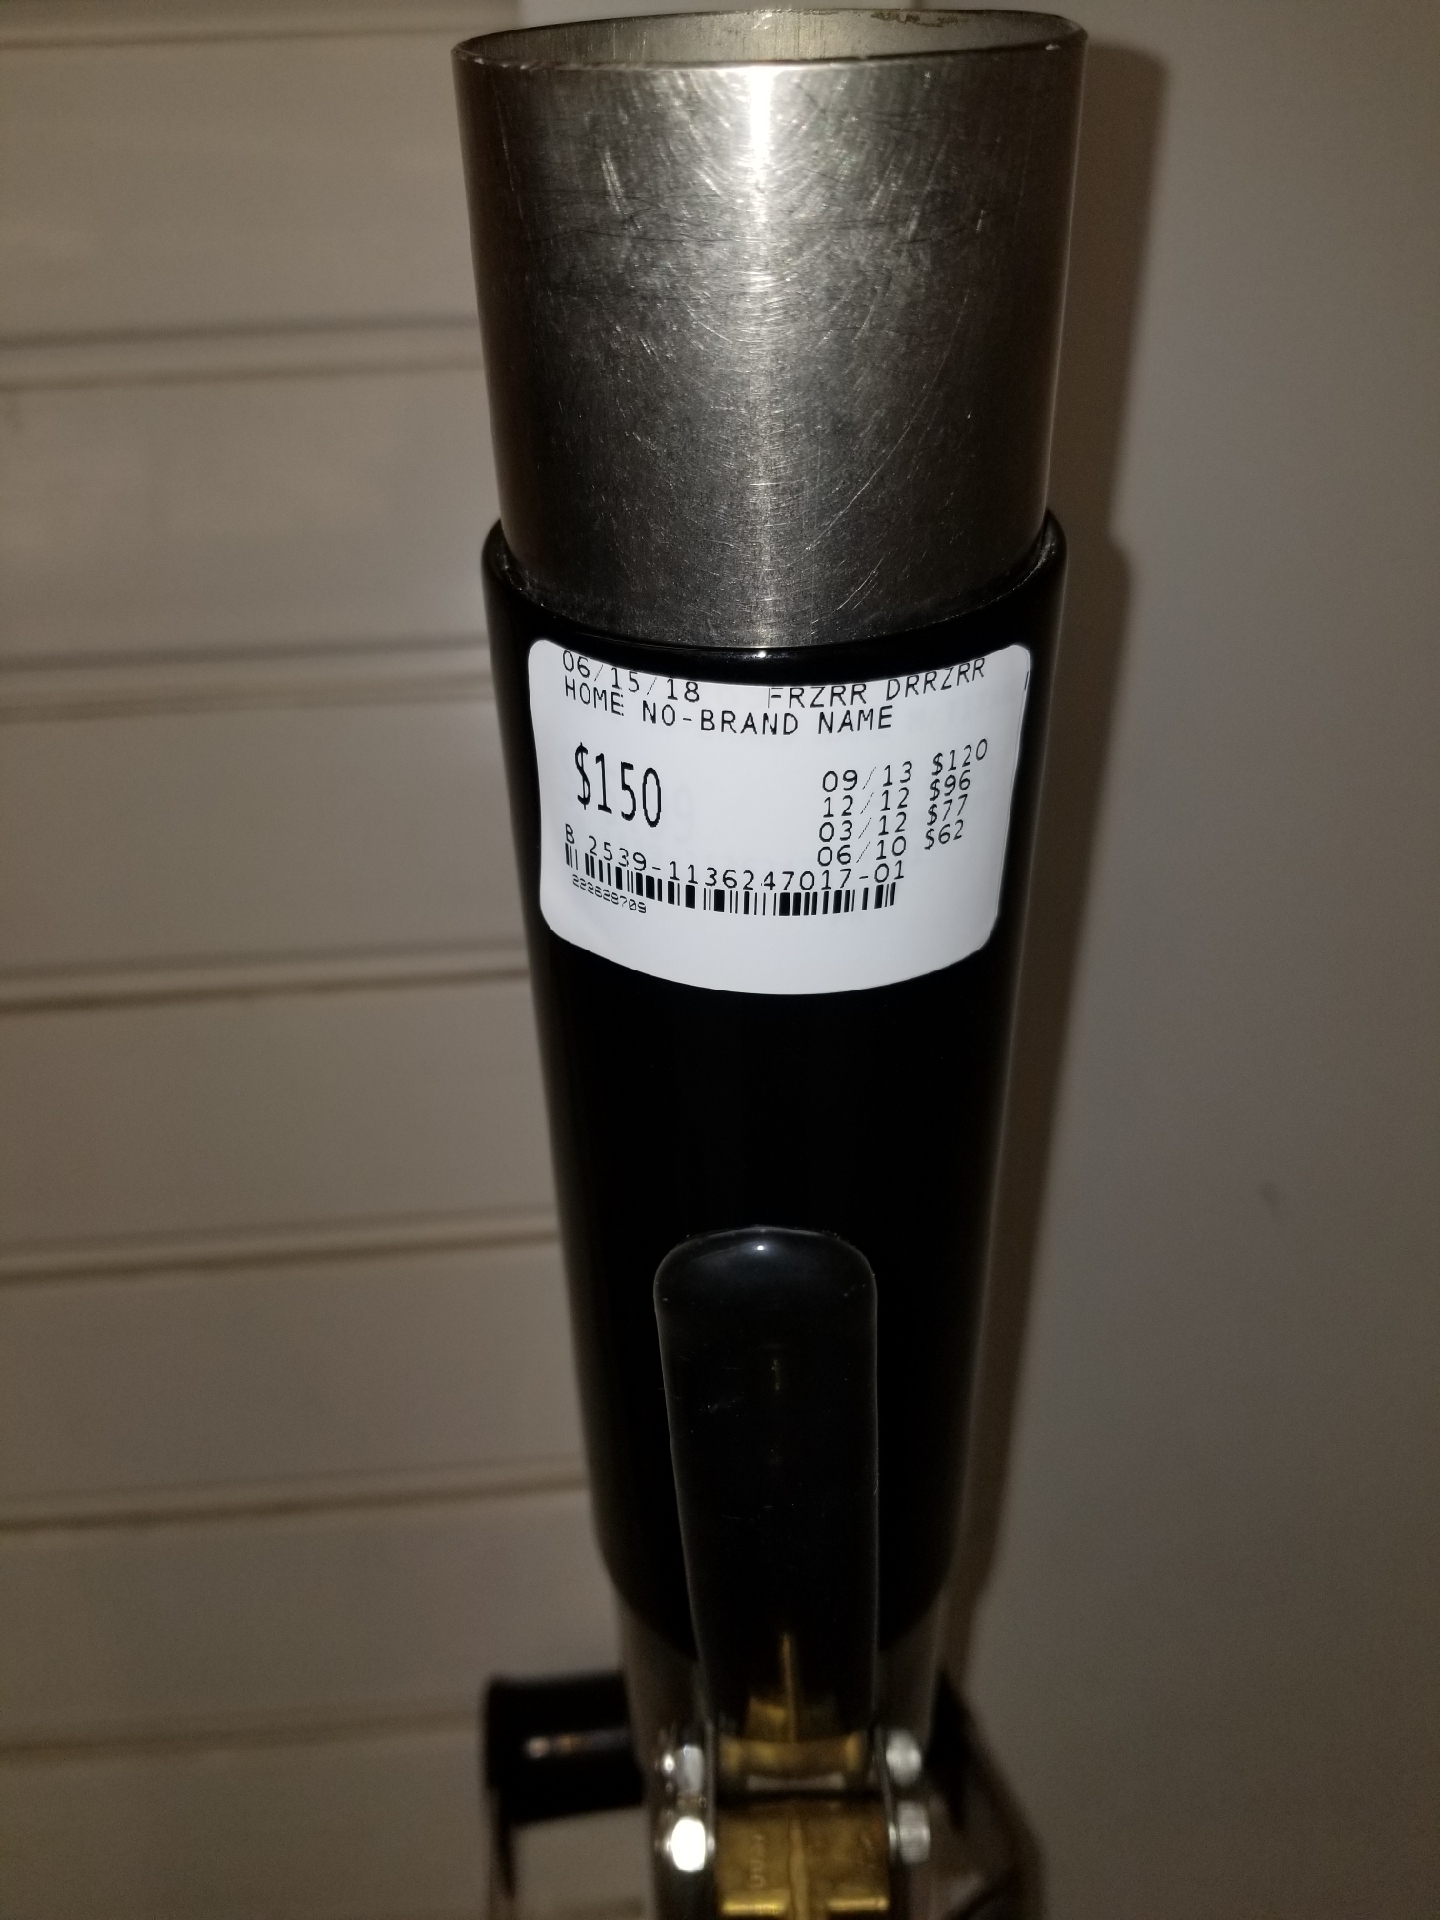 06/15/18 FRZRR DRRZRR
HOME NO-BRAND NAME
$150
09/13 $120
12/12 $96
03/12 $77
06/10 $62
B 2539-1136247017-01
222628709